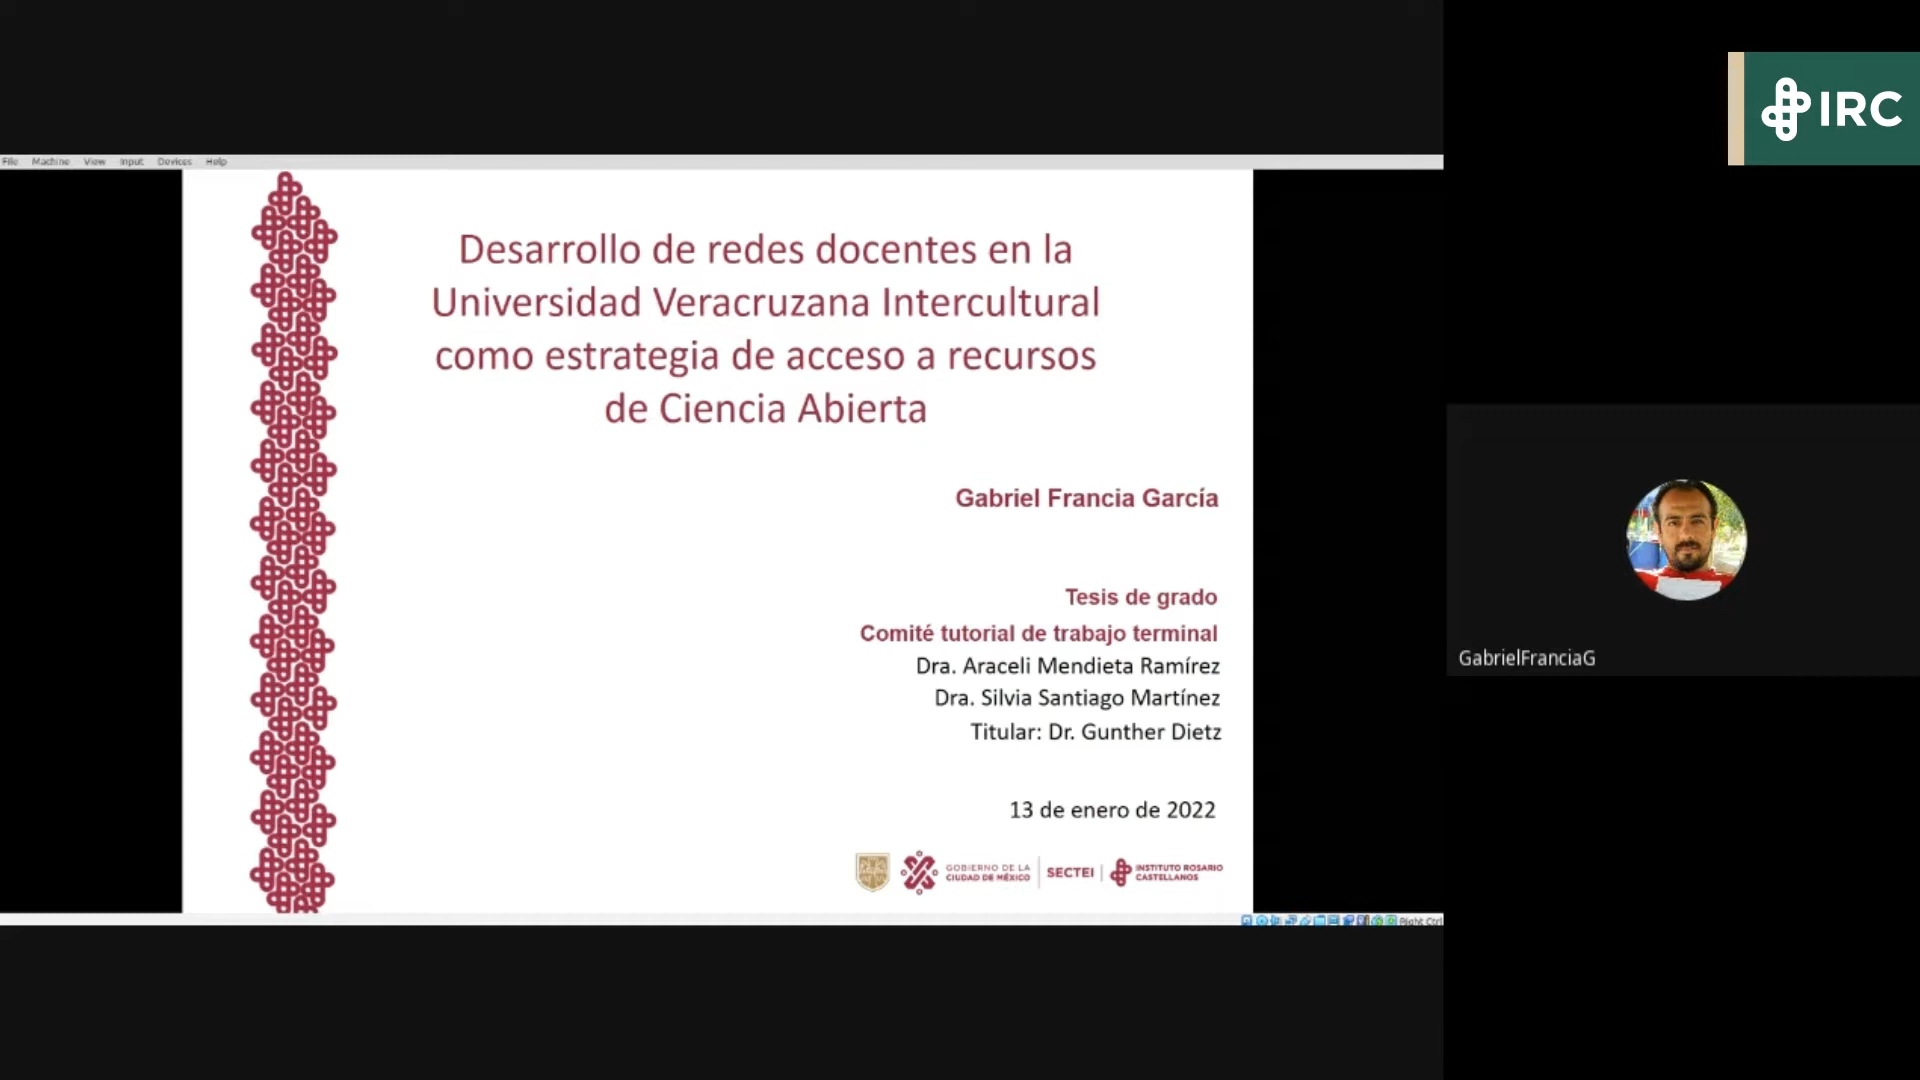 IRC
File Machine View Input Devices Help
Desarrollo de redes docentes en la
Universidad Veracruzana Intercultural
como estrategia de acceso a recursos
de Ciencia Abierta
Gabriel Francia García
Tesis de grado
Comité tutorial de trabajo terminal
Dra. Araceli Mendieta Ramírez
Dra. Silvia Santiago Martínez
Titular: Dr. Gunther Dietz
13 de enero de 2022
GOBIERNO DE LA
CIUDAD DE MÉXICO
SECTEI
INSTITUTO ROSARIO
CASTELLANOS
Right Ctrl
GabrielFranciaG